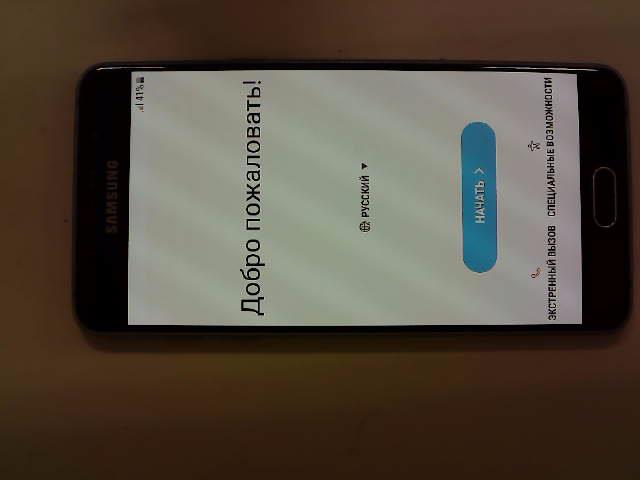 SAMSUNG
41%
Добро пожаловать!
РУССКИЙ
НАЧАТЬ
ЭКСТРЕННЫЙ ВЫЗОВ
СПЕЦИАЛЬНЫЕ ВОЗМОЖНОСТИ